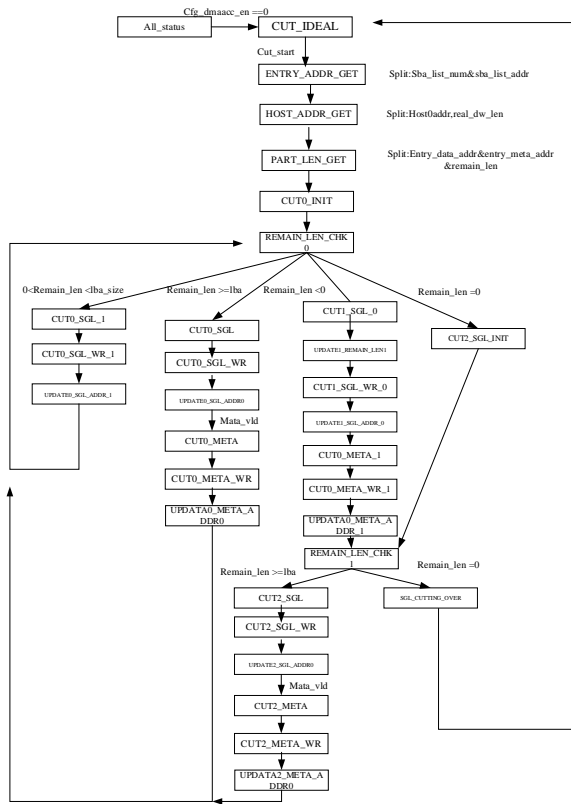 Cfg_dmaacc_en ==0
All_status
CUT_IDEAL
Cut_start
ENTRY_ADDR_GET
Split:Sba_list_num&sba_list_addr
HOST_ADDR_GET
Split:Host0addr,real_dw_len
PART_LEN_GET
Split:Entry_data_addr&entry_meta_addr
&remain_len
CUT0_INIT
REMAIN_LEN_CHK
0
0<Remain_len <lba_size
Remain_len >=lba
Remain_len <0
Remain_len =0
CUT0_SGL_1
CUT0_SGL_WR_1
UPDATE0_SGL_ADDR_1
CUT0_SGL
CUT0_SGL_WR
UPDATE0_SGL_ADDR0
Mata_vld
CUT0_META
CUT0_META_WR
UPDATA0_META_A
DDR0
CUT1_SGL_0
UPDATE1_REMAIN_LEN1
CUT1_SGL_WR_0
UPDATE1_SGL_ADDR_0
CUT0_META_1
CUT0_META_WR_1
UPDATA0_META_A
DDR_1
CUT2_SGL_INIT
REMAIN_LEN_CHK
1
Remain_len >=lba
Remain_len =0
CUT2_SGL
CUT2_SGL_WR
UPDATE2_SGL_ADDR0
Mata_vld
CUT2_META
CUT2_META_WR
UPDATA2_META_A
DDR0
SGL_CUTTING_OVER